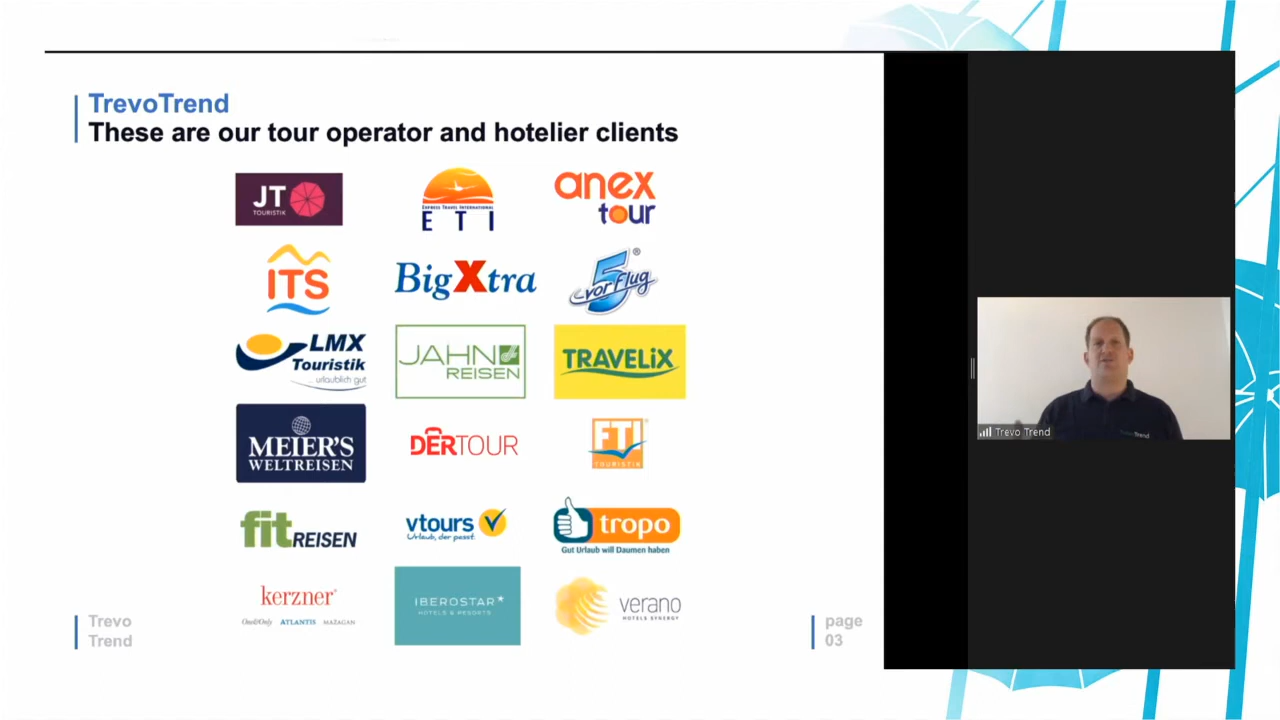 TrevoTrend
These are our tour operator and hotelier clients
JT
TOURISTIK
EXPRESS TRAVEL INTERNATIONAL
ETI
anex
tour
ITS
BigXtra
5
vorFlug
®
LMX
Touristik
... urlaublich gut
JAHN
REISEN
TRAVELiX
MEIER'S
WELTREISEN
DERTOUR
FTI
TOURISTIK
®
fit REISEN
vtours
Urlaub, der passt.
tropo
Gut Urlaub will Daumen haben
kerzner®
One&Only ATLANTIS MAZAGAN
IBEROSTAR
HOTELS & RESORTS
verano
HOTELS SYNERGY
Trevo
Trend
page
03
Trevo Trend
TrevoTrend